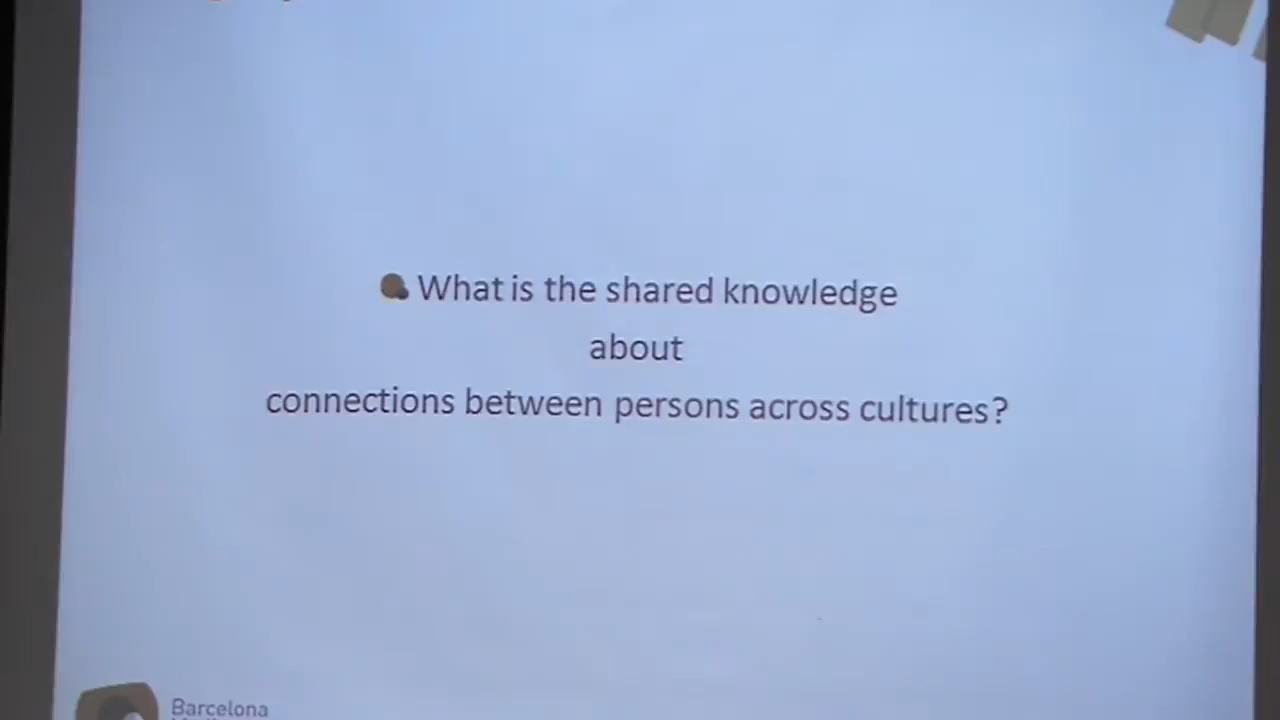 What is the shared knowledge
about
connections between persons across cultures?
Barcelona